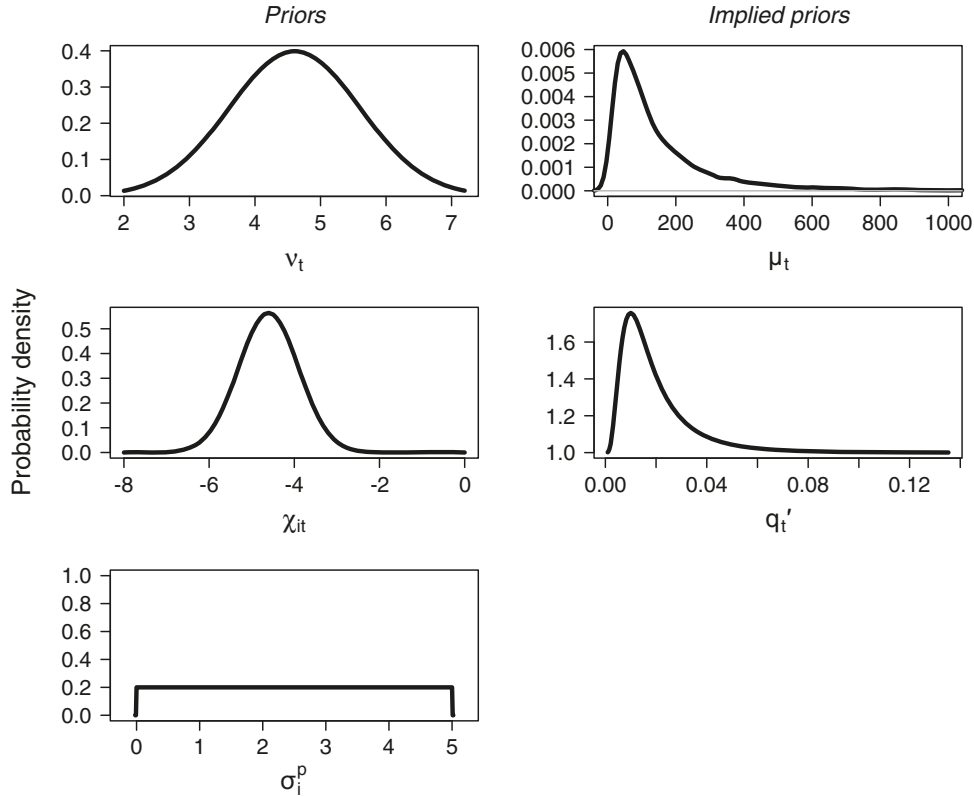 Priors
Implied priors
Probability density
0.4
0.3
0.2
0.1
0.0
2 3 4 5 6 7
νt
0.006
0.005
0.004
0.003
0.002
0.001
0.000
0 200 400 600 800 1000
μt
0.5
0.4
0.3
0.2
0.1
0.0
-8 -6 -4 -2 0
χit
1.6
1.4
1.2
1.0
0.00 0.04 0.08 0.12
qt′
1.0
0.8
0.6
0.4
0.2
0.0
0 1 2 3 4 5
σip